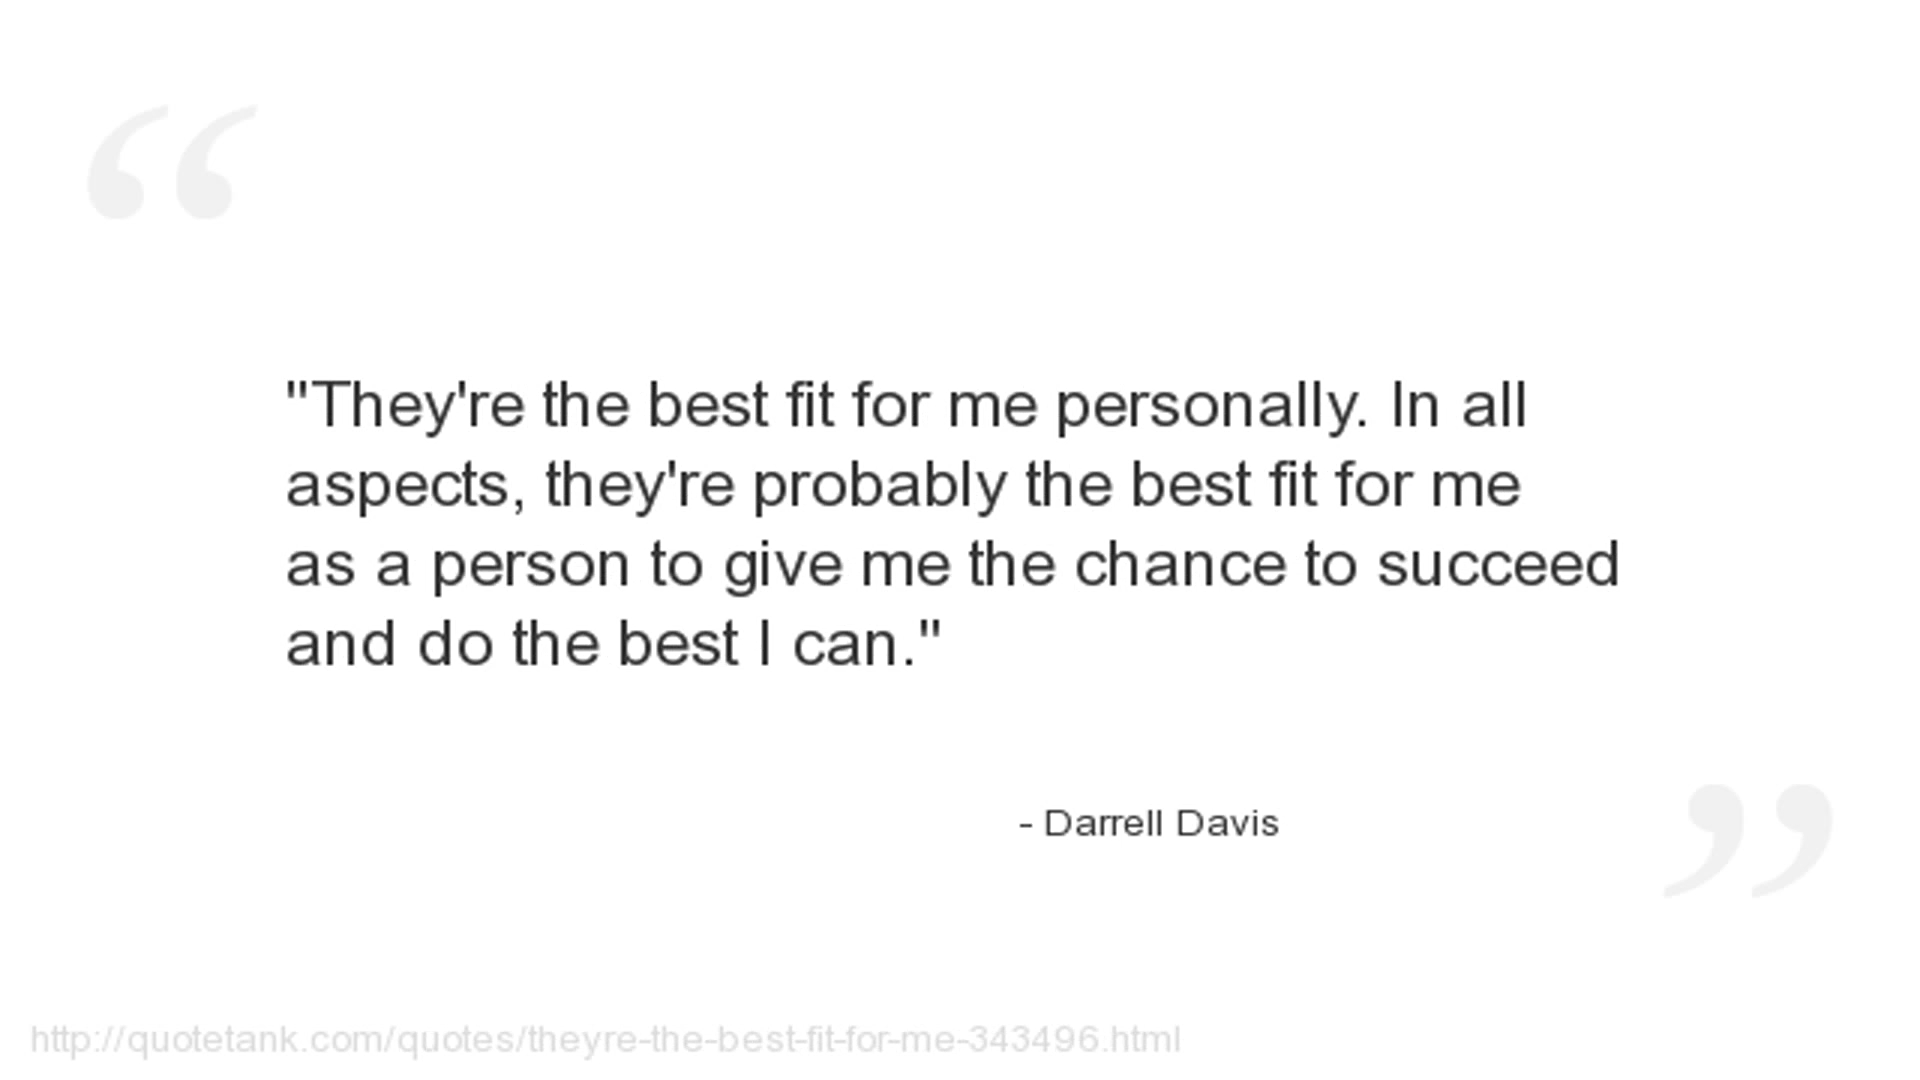 "They're the best fit for me personally. In all
aspects, they're probably the best fit for me
as a person to give me the chance to succeed
and do the best I can."
- Darrell Davis
http://quotetank.com/quotes/theyre-the-best-fit-for-me-343496.html